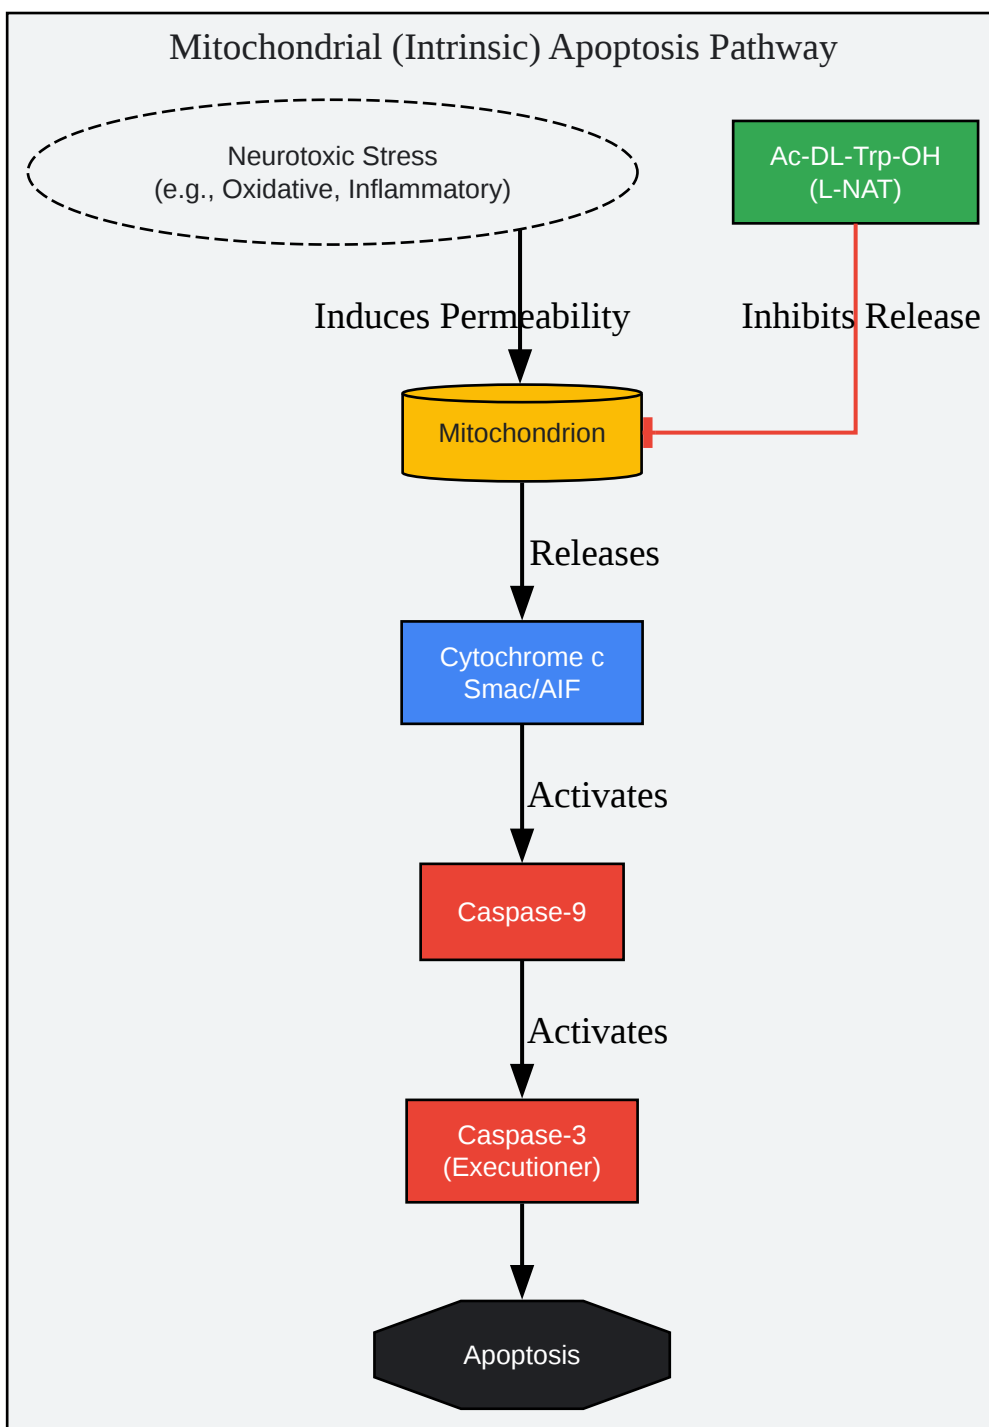 Mitochondrial (Intrinsic) Apoptosis Pathway
Neurotoxic Stress
(e.g., Oxidative, Inflammatory)
Ac-DL-Trp-OH
(L-NAT)
Induces Permeability
Inhibits Release
Mitochondrion
Releases
Cytochrome c
Smac/AIF
Activates
Caspase-9
Activates
Caspase-3
(Executioner)
Apoptosis